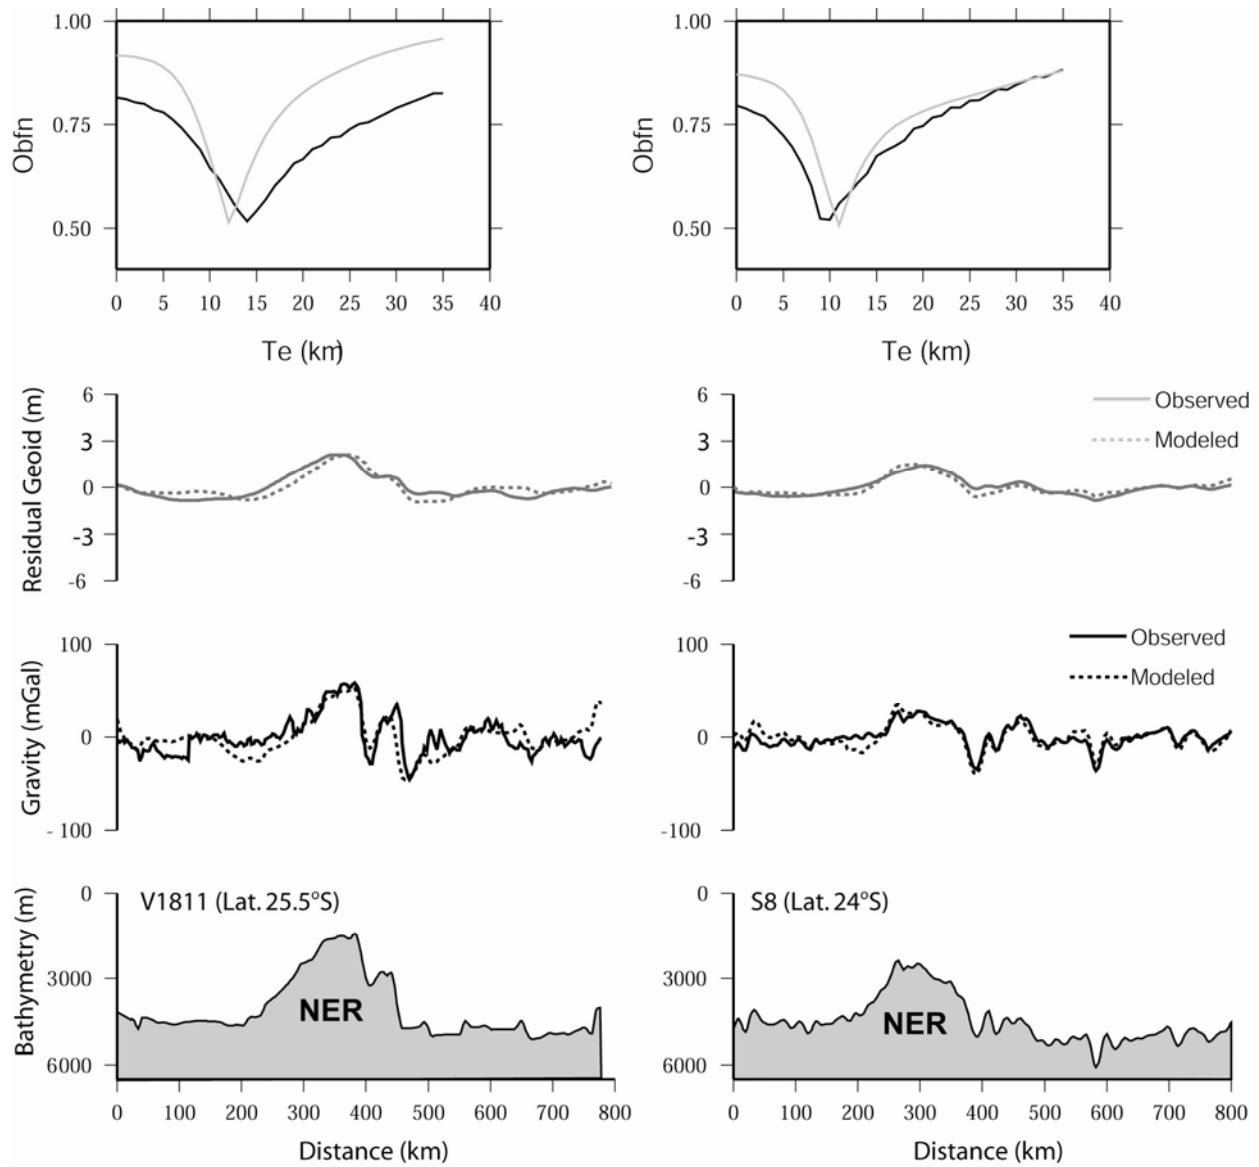 1.00 1.00
0.75 0.75
Obfn Obfn
0.50 0.50
0 5 10 15 20 25 30 35 40 0 5 10 15 20 25 30 35 40
Te (km) Te (km)
Residual Geoid (m)
6 6
3 3
0 0
-3 -3
-6 -6
Observed
Modeled
Gravity (mGal)
100 100
0 0
- 100 -100
Observed
Modeled
Bathymetry (m)
0 0
3000 3000
6000 6000
V1811 (Lat. 25.5°S) S8 (Lat. 24°S)
NER NER
0 100 200 300 400 500 600 700 800 0 100 200 300 400 500 600 700 800
Distance (km) Distance (km)